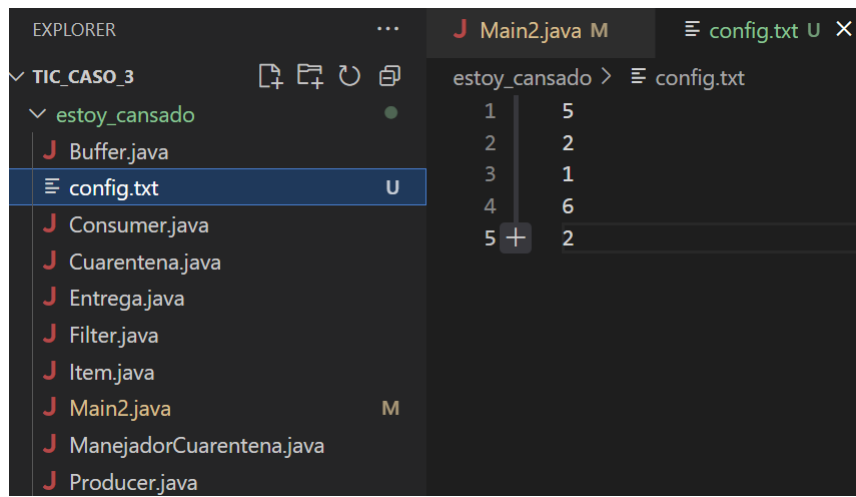 EXPLORER ...
TIC_CASO_3
estoy_cansado
J Buffer.java
config.txt U
J Consumer.java
J Cuarentena.java
J Entrega.java
J Filter.java
J Item.java
J Main2.java M
J ManejadorCuarentena.java
J Producer.java
J Main2.java M
config.txt U
estoy_cansado > config.txt
1 5
2 2
3 1
4 6
5 2